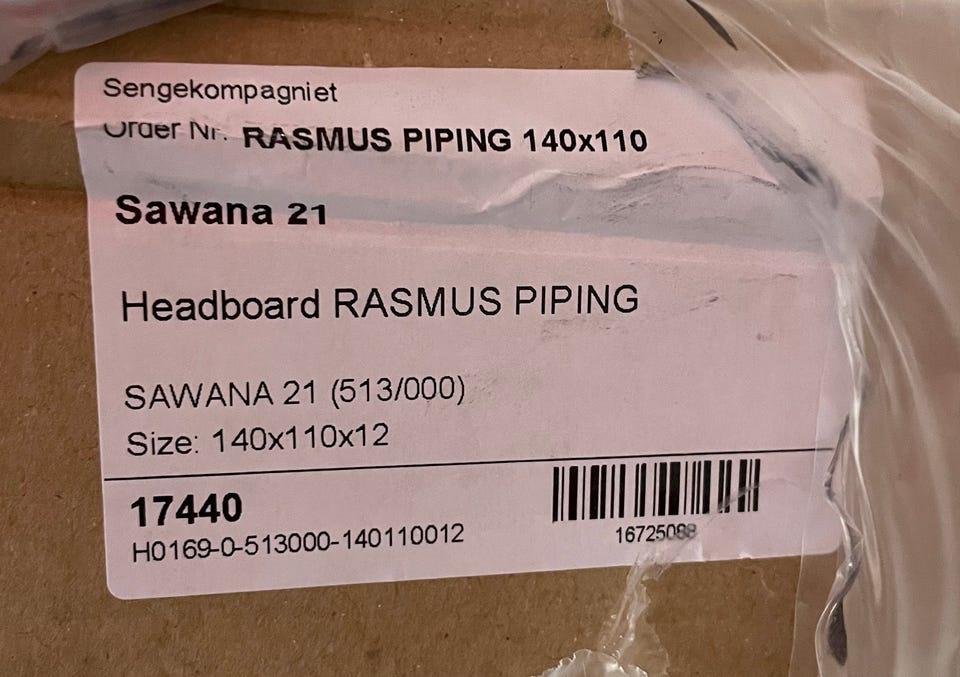 Sengekompagniet
Order Nr. RASMUS PIPING 140x110
Sawana 21
Headboard RASMUS PIPING
SAWANA 21 (513/000)
Size: 140x110x12
17440
H0169-0-513000-140110012
16725088